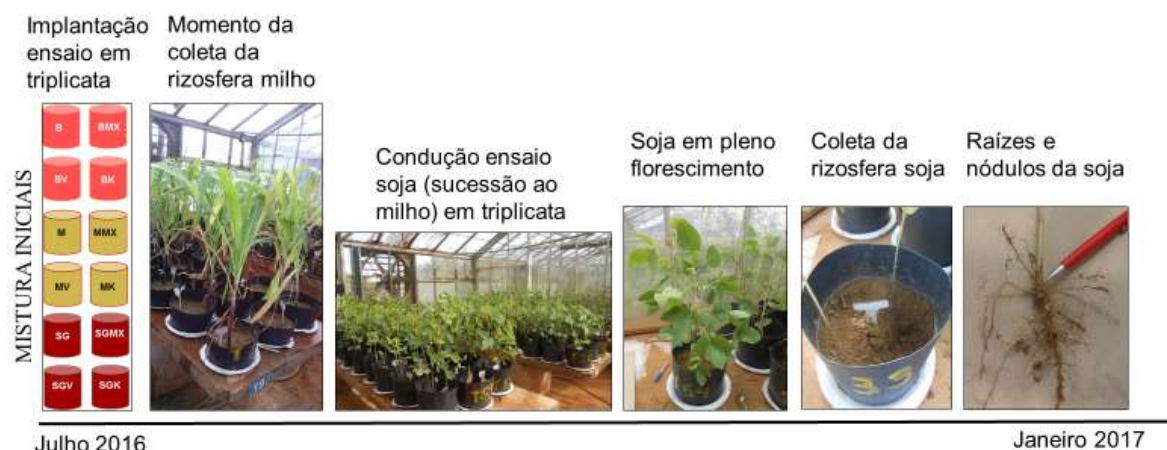 Implantação
ensaio em
triplicata
Momento da
coleta da
rizosfera milho
Condução ensaio
soja (sucessão ao
milho) em triplicata
Soja em pleno
florescimento
Coleta da
rizosfera soja
Raízes e
nódulos da soja
MISTURA INICIAIS
B BMX
BV BK
M MMX
MV MK
SG SGMX
SGV SGK
35
Julho 2016
Janeiro 2017